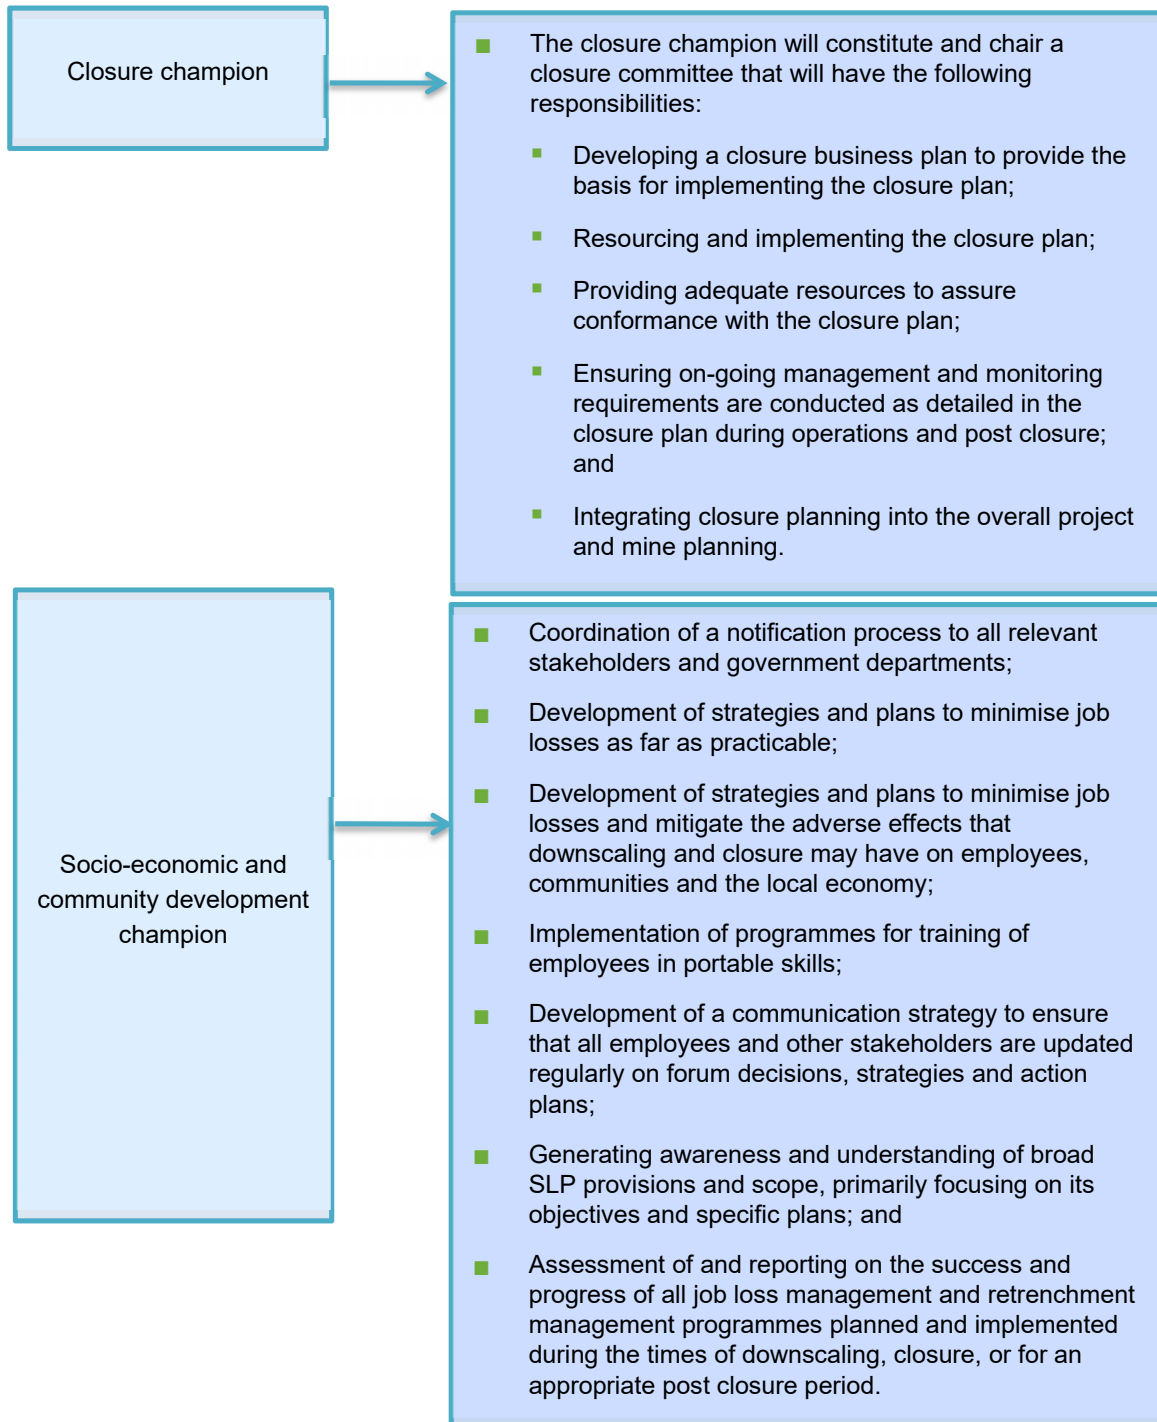 Closure champion
■ The closure champion will constitute and chair a
closure committee that will have the following
responsibilities:
▪ Developing a closure business plan to provide the
basis for implementing the closure plan;
▪ Resourcing and implementing the closure plan;
▪ Providing adequate resources to assure
conformance with the closure plan;
▪ Ensuring on-going management and monitoring
requirements are conducted as detailed in the
closure plan during operations and post closure;
and
▪ Integrating closure planning into the overall project
and mine planning.
Socio-economic and
community development
champion
■ Coordination of a notification process to all relevant
stakeholders and government departments;
■ Development of strategies and plans to minimise job
losses as far as practicable;
■ Development of strategies and plans to minimise job
losses and mitigate the adverse effects that
downscaling and closure may have on employees,
communities and the local economy;
■ Implementation of programmes for training of
employees in portable skills;
■ Development of a communication strategy to ensure
that all employees and other stakeholders are updated
regularly on forum decisions, strategies and action
plans;
■ Generating awareness and understanding of broad
SLP provisions and scope, primarily focusing on its
objectives and specific plans; and
■ Assessment of and reporting on the success and
progress of all job loss management and retrenchment
management programmes planned and implemented
during the times of downscaling, closure, or for an
appropriate post closure period.